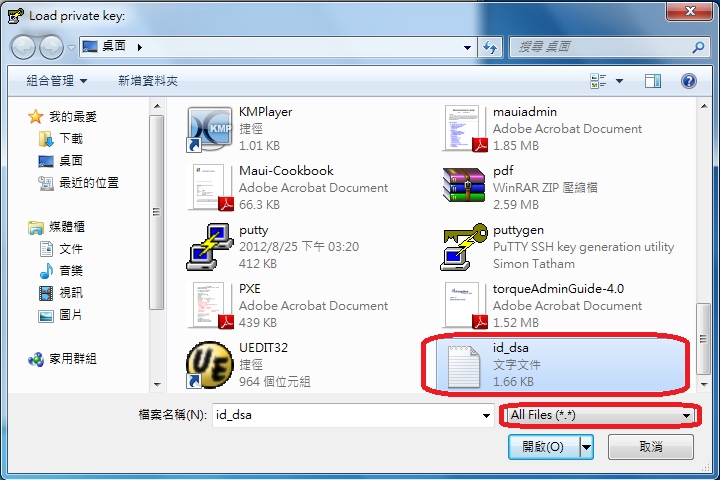 Load private key:
桌面
搜尋 桌面
組合管理
新增資料夾
我的最愛
下載
桌面
最近的位置
媒體櫃
文件
音樂
視訊
圖片
家用群組
KMPlayer
捷徑
1.01 KB
mauiadmin
Adobe Acrobat Document
1.85 MB
Maui-Cookbook
Adobe Acrobat Document
66.3 KB
pdf
WinRAR ZIP 壓縮檔
2.59 MB
putty
2012/8/25 下午 03:20
412 KB
puttygen
PuTTY SSH key generation utility
Simon Tatham
PXE
Adobe Acrobat Document
439 KB
torqueAdminGuide-4.0
Adobe Acrobat Document
1.52 MB
UEDIT32
捷徑
964 個位元組
id_dsa
文字文件
1.66 KB
檔案名稱(N):
id_dsa
All Files (*.*)
開啟(O)
取消